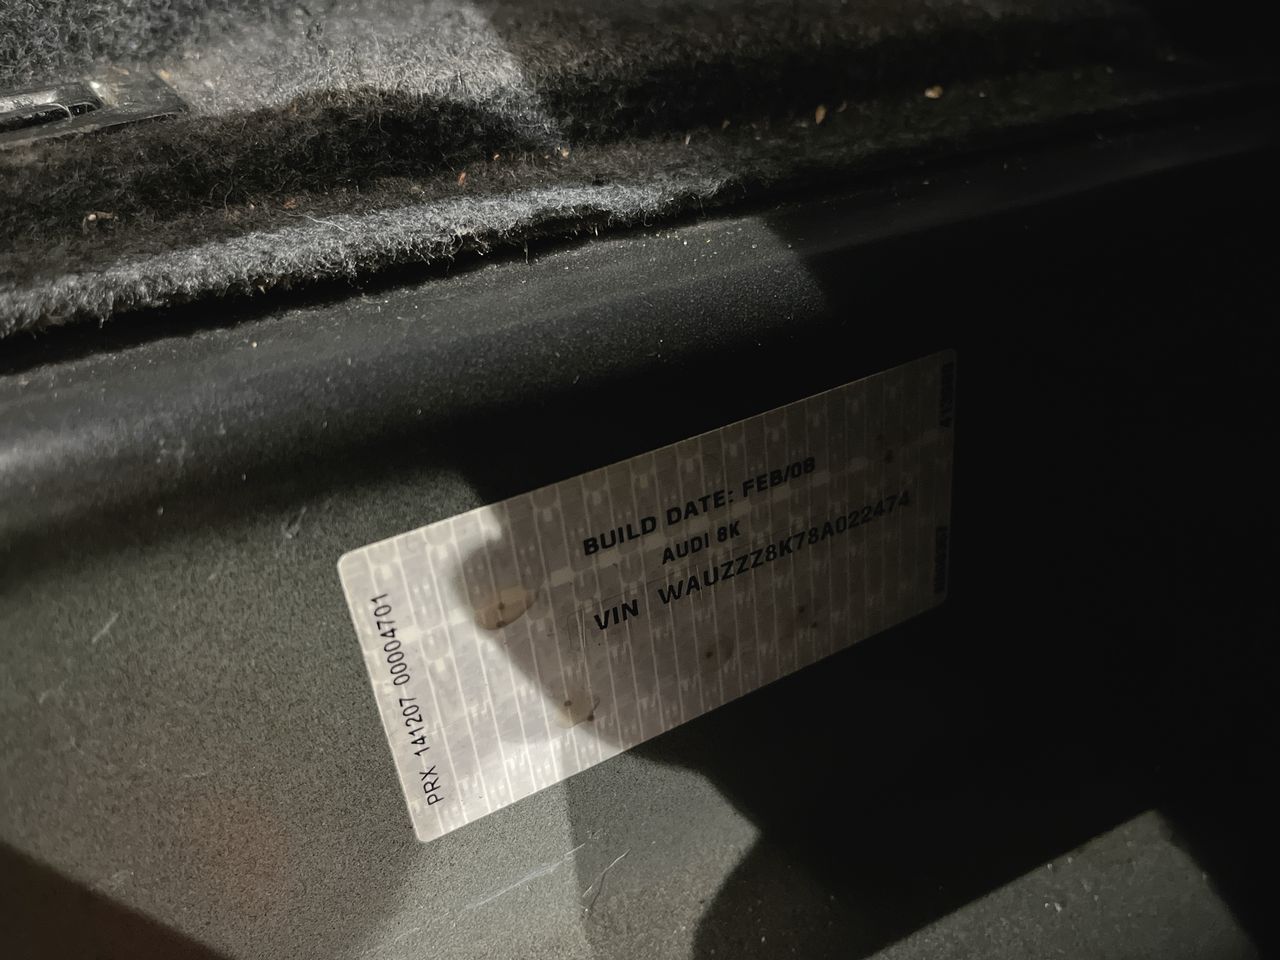 BUILD DATE: FEB/08
AUDI 8K
VIN WAUZZZ8K78A022474
PRX 141207 00004701